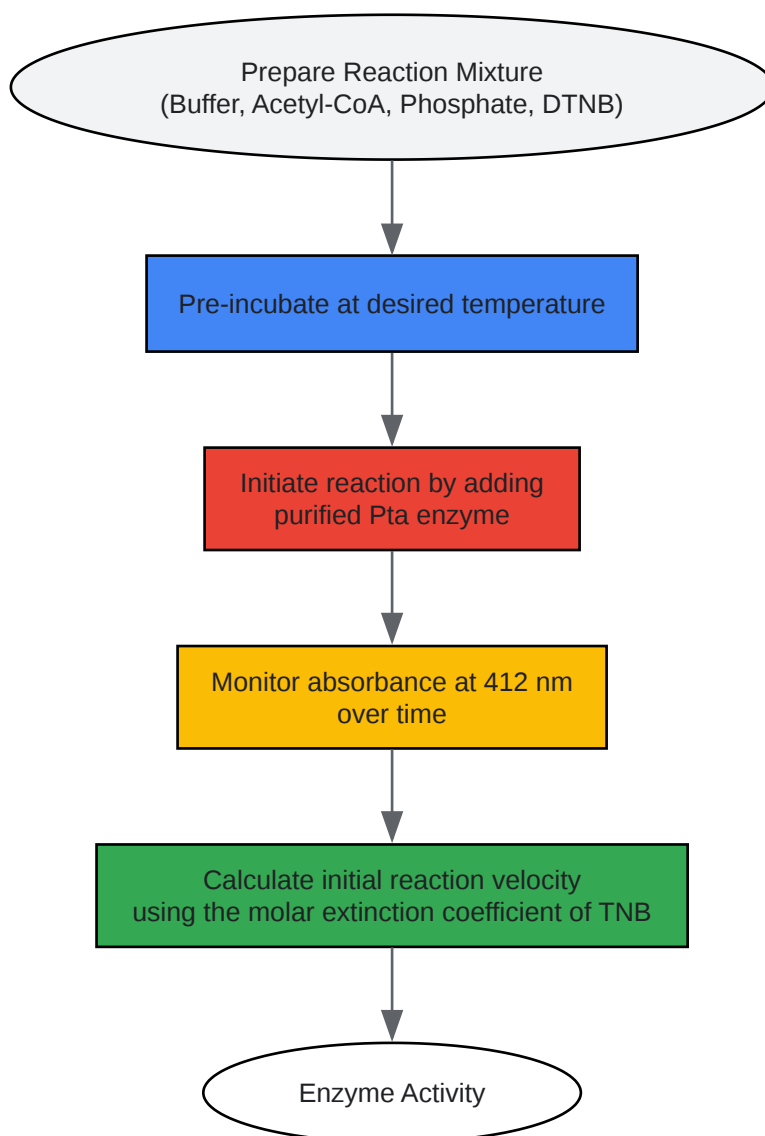 Prepare Reaction Mixture
(Buffer, Acetyl-CoA, Phosphate, DTNB)
Pre-incubate at desired temperature
Initiate reaction by adding
purified Pta enzyme
Monitor absorbance at 412 nm
over time
Calculate initial reaction velocity
using the molar extinction coefficient of TNB
Enzyme Activity